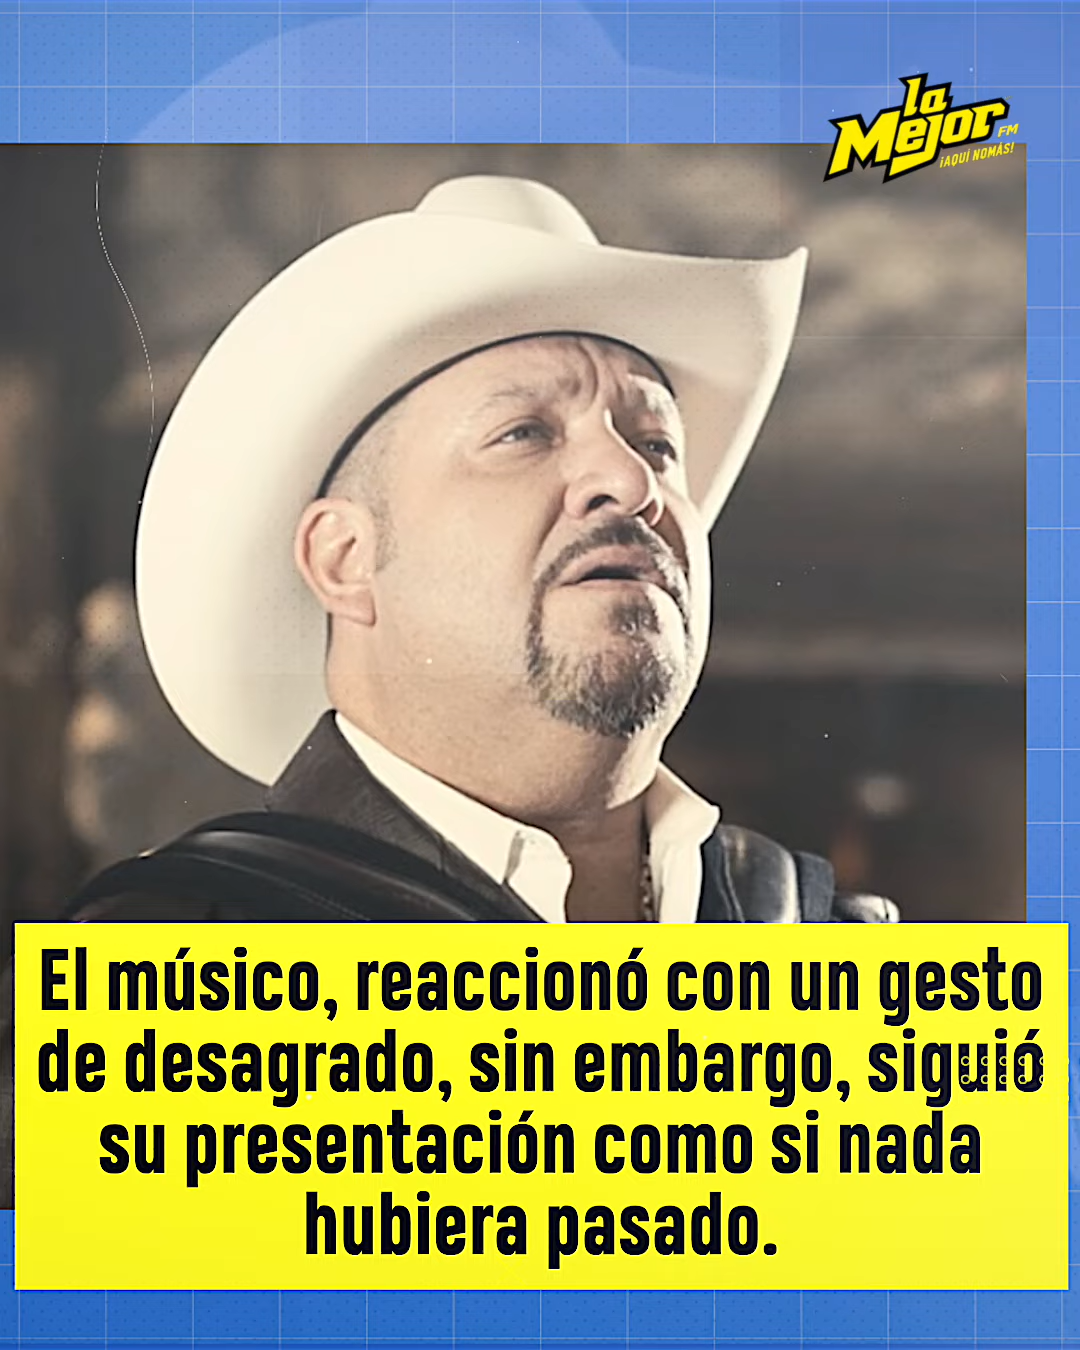 la
Mejor FM
¡AQUÍ NOMÁS!
El músico, reaccionó con un gesto
de desagrado, sin embargo, siguió
su presentación como si nada
hubiera pasado.